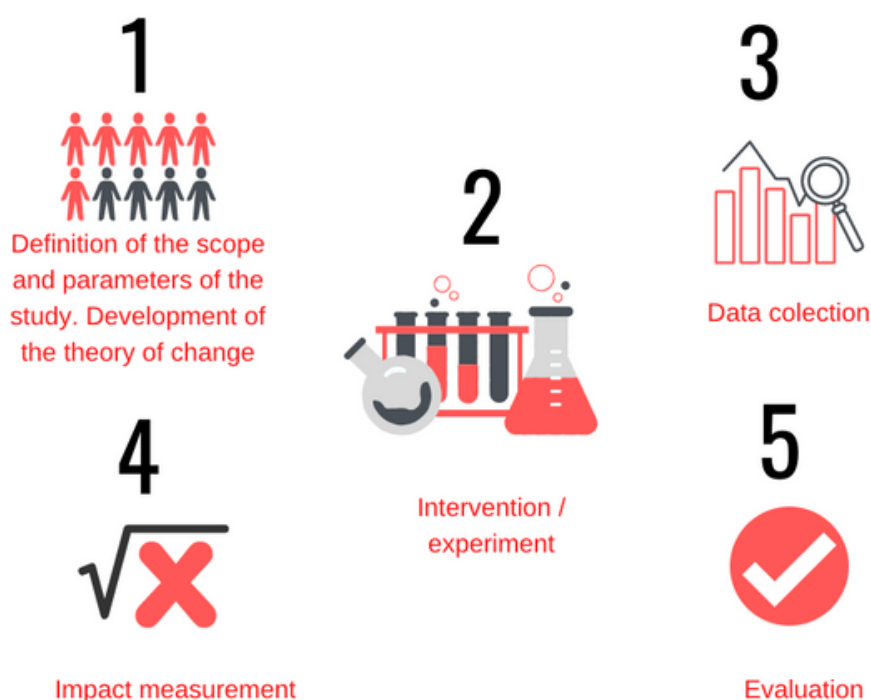 1
Definition of the scope
and parameters of the
study. Development of
the theory of change
2
Intervention /
experiment
3
Data colection
4
Impact measurement
5
Evaluation